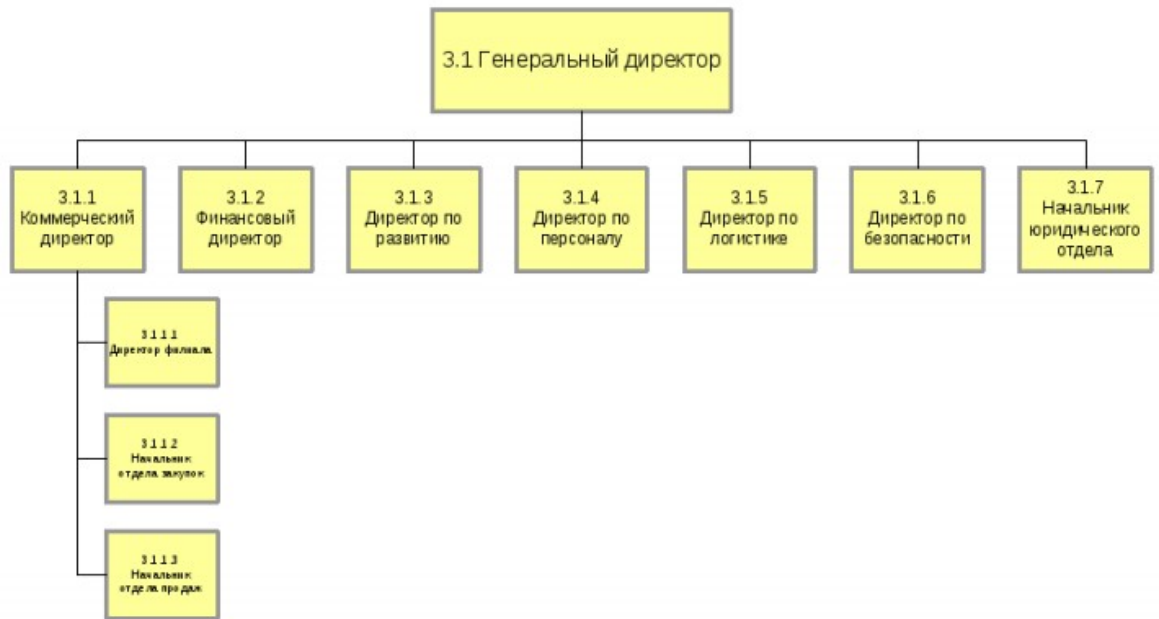 3.1 Генеральный директор
3.1.1
Коммерческий
директор
3.1.2
Финансовый
директор
3.1.3
Директор по
развитию
3.1.4
Директор по
персоналу
3.1.5
Директор по
логистике
3.1.6
Директор по
безопасности
3.1.7
Начальник
юридического
отдела
3.1.1.1
Директор филиала
3.1.1.2
Начальник
отдела закупок
3.1.1.3
Начальник
отдела продаж